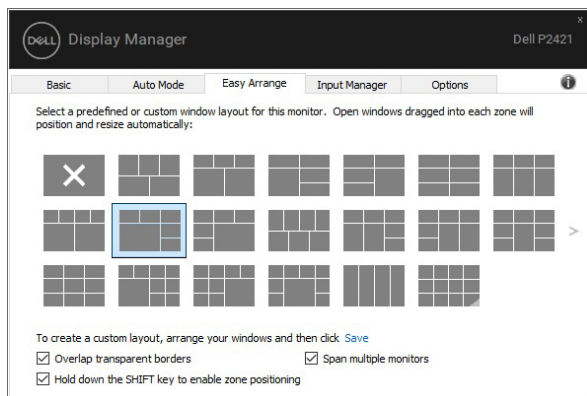 x
DELL Display Manager Dell P2421
Basic Auto Mode Easy Arrange Input Manager Options i
Select a predefined or custom window layout for this monitor. Open windows dragged into each zone will
position and resize automatically:
>
To create a custom layout, arrange your windows and then click Save
Overlap transparent borders Span multiple monitors
Hold down the SHIFT key to enable zone positioning